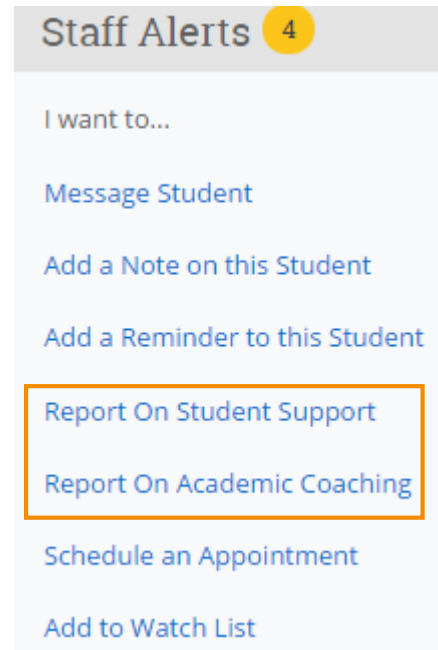 Staff Alerts 4
I want to...
Message Student
Add a Note on this Student
Add a Reminder to this Student
Report On Student Support
Report On Academic Coaching
Schedule an Appointment
Add to Watch List